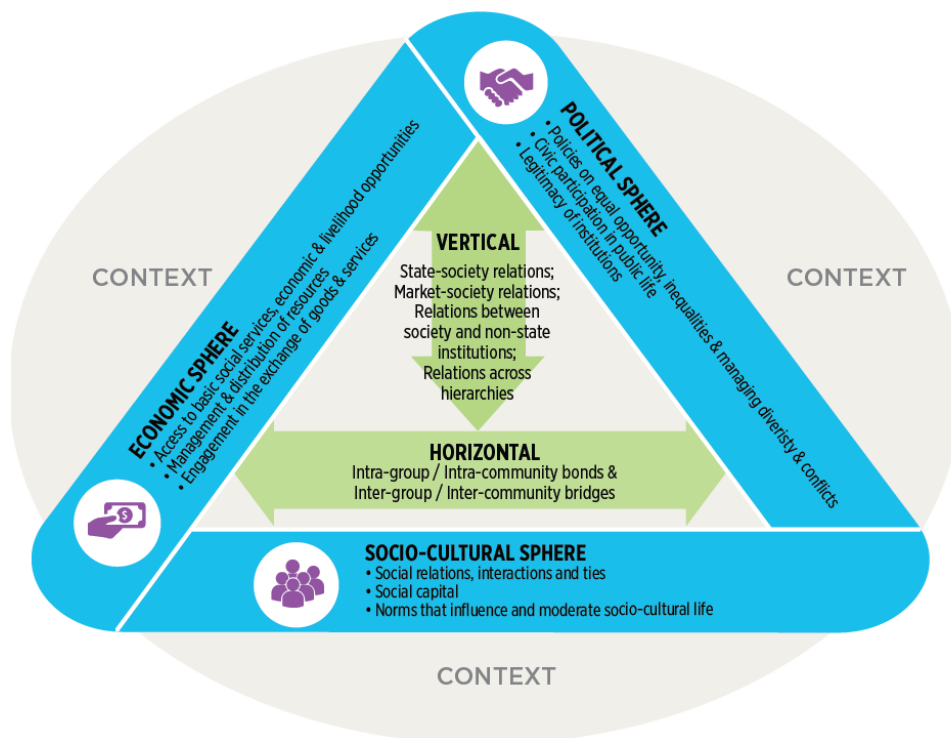 POLITICAL SPHERE
• Policies on equal opportunity, inequalities & managing diveristy & conflicts
• Civic participation in public life
• Legitimacy of institutions
CONTEXT
CONTEXT
ECONOMIC SPHERE
• Access to basic social services, economic & livelihood opportunities
• Management & distribution of resources
• Engagement in the exchange of goods & services
VERTICAL
State-society relations;
Market-society relations;
Relations between
society and non-state
institutions;
Relations across
hierarchies
HORIZONTAL
Intra-group / Intra-community bonds &
Inter-group / Inter-community bridges
$
SOCIO-CULTURAL SPHERE
• Social relations, interactions and ties
• Social capital
• Norms that influence and moderate socio-cultural life
CONTEXT